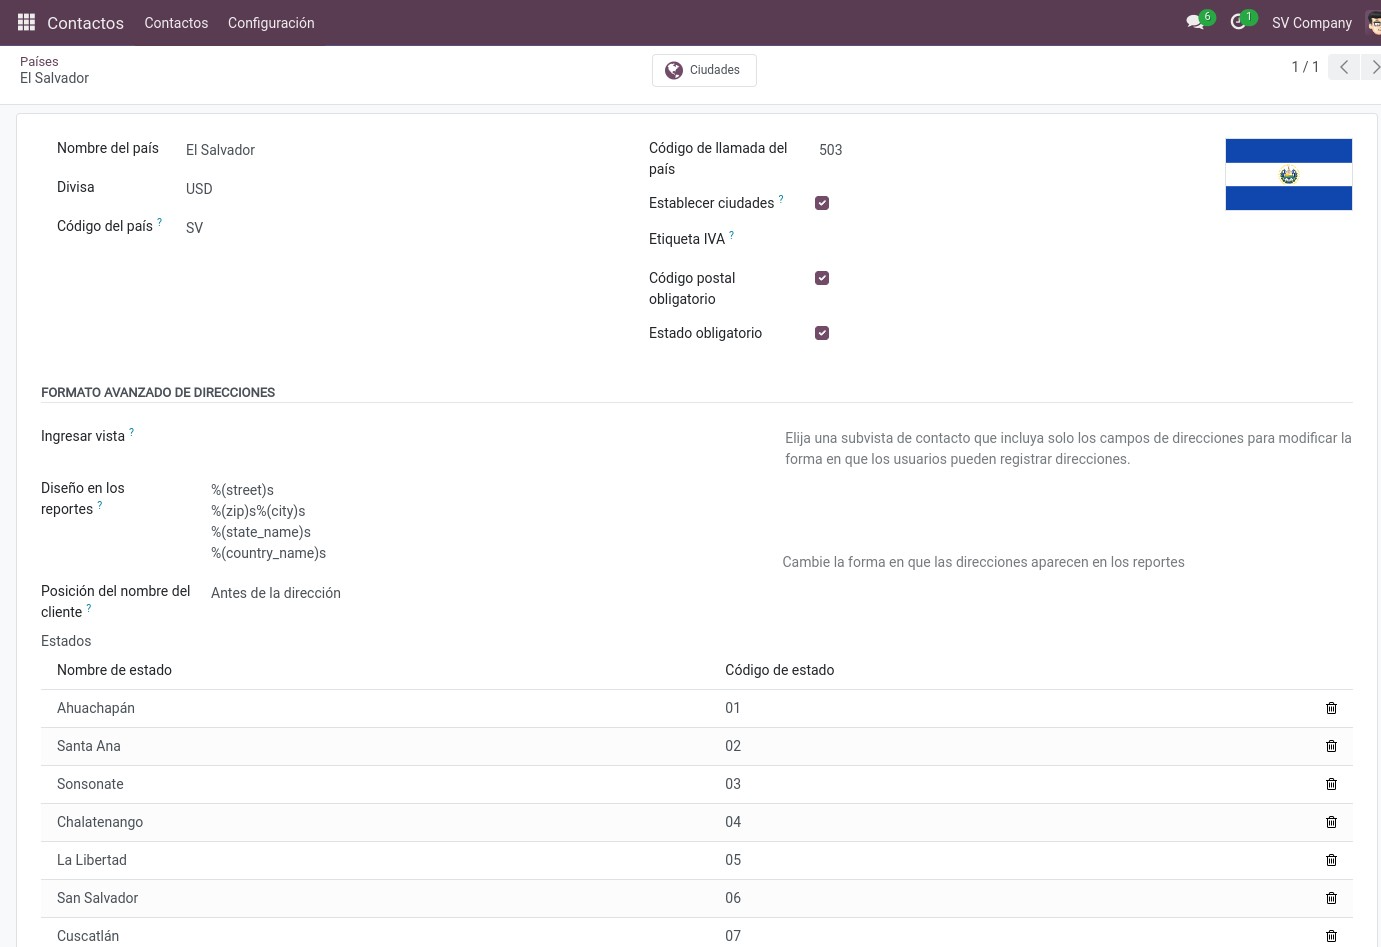 Contactos Contactos Configuración 6 1 SV Company
Países
El Salvador
Ciudades
1 / 1
Nombre del país El Salvador
Divisa USD
Código del país ? SV
Código de llamada del
país
503
Establecer ciudades ?
Etiqueta IVA ?
Código postal
obligatorio
Estado obligatorio
FORMATO AVANZADO DE DIRECCIONES
Ingresar vista ?
Elija una subvista de contacto que incluya solo los campos de direcciones para modificar la
forma en que los usuarios pueden registrar direcciones.
Diseño en los
reportes ?
%(street)s
%(zip)s%(city)s
%(state_name)s
%(country_name)s
Cambie la forma en que las direcciones aparecen en los reportes
Posición del nombre del
cliente ?
Antes de la dirección
Estados
Nombre de estado Código de estado
Ahuachapán 01
Santa Ana 02
Sonsonate 03
Chalatenango 04
La Libertad 05
San Salvador 06
Cuscatlán 07